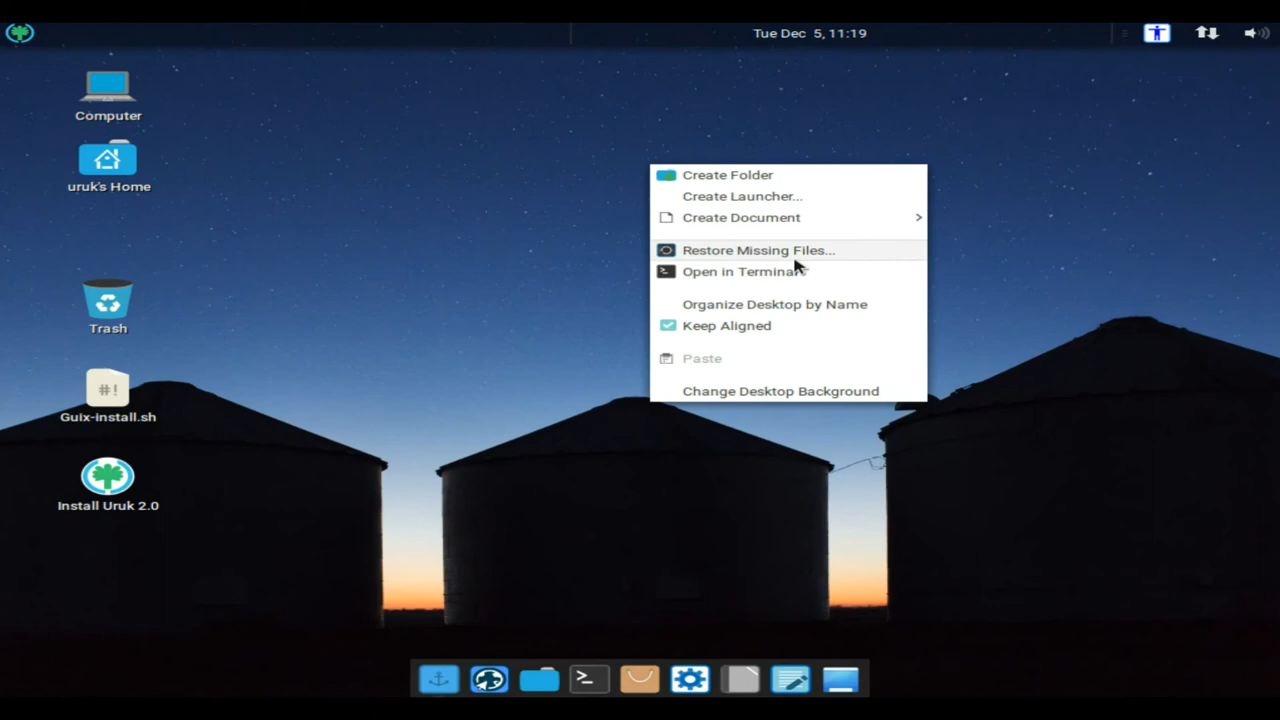 Tue Dec 5, 11:19
Computer
uruk's Home
Trash
Guix-install.sh
Install Uruk 2.0
Create Folder
Create Launcher...
Create Document
Restore Missing Files...
Open in Terminal
Organize Desktop by Name
Keep Aligned
Paste
Change Desktop Background